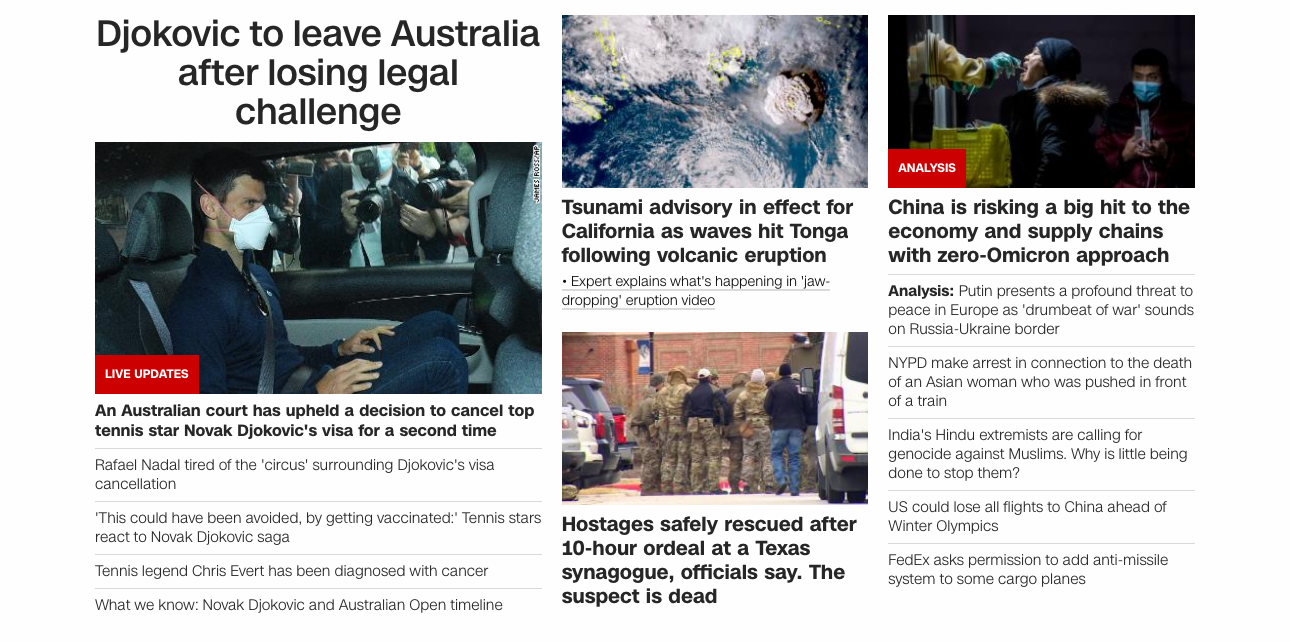 Djokovic to leave Australia
after losing legal
challenge
JAMES ROSS/AP
LIVE UPDATES
An Australian court has upheld a decision to cancel top
tennis star Novak Djokovic's visa for a second time
Rafael Nadal tired of the 'circus' surrounding Djokovic's visa
cancellation
'This could have been avoided, by getting vaccinated:' Tennis stars
react to Novak Djokovic saga
Tennis legend Chris Evert has been diagnosed with cancer
What we know: Novak Djokovic and Australian Open timeline
Tsunami advisory in effect for
California as waves hit Tonga
following volcanic eruption
• Expert explains what's happening in 'jaw-
dropping' eruption video
Hostages safely rescued after
10-hour ordeal at a Texas
synagogue, officials say. The
suspect is dead
ANALYSIS
China is risking a big hit to the
economy and supply chains
with zero-Omicron approach
Analysis: Putin presents a profound threat to
peace in Europe as 'drumbeat of war' sounds
on Russia-Ukraine border
NYPD make arrest in connection to the death
of an Asian woman who was pushed in front
of a train
India's Hindu extremists are calling for
genocide against Muslims. Why is little being
done to stop them?
US could lose all flights to China ahead of
Winter Olympics
FedEx asks permission to add anti-missile
system to some cargo planes